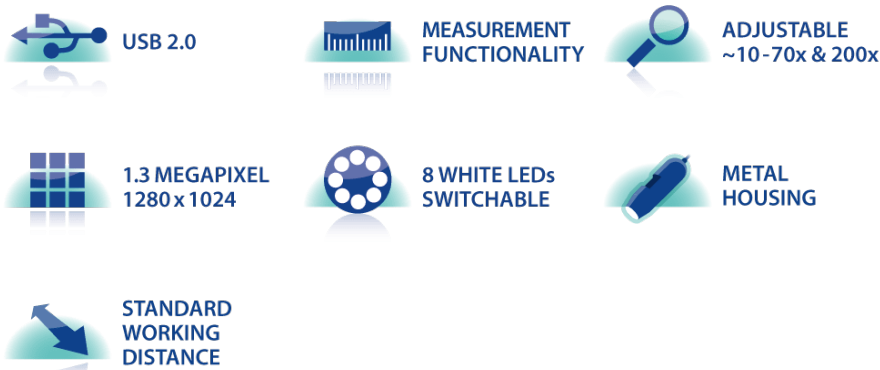 USB 2.0
MEASUREMENT
FUNCTIONALITY
ADJUSTABLE
~10-70x & 200x
1.3 MEGAPIXEL
1280 x 1024
8 WHITE LEDs
SWITCHABLE
METAL
HOUSING
STANDARD
WORKING
DISTANCE